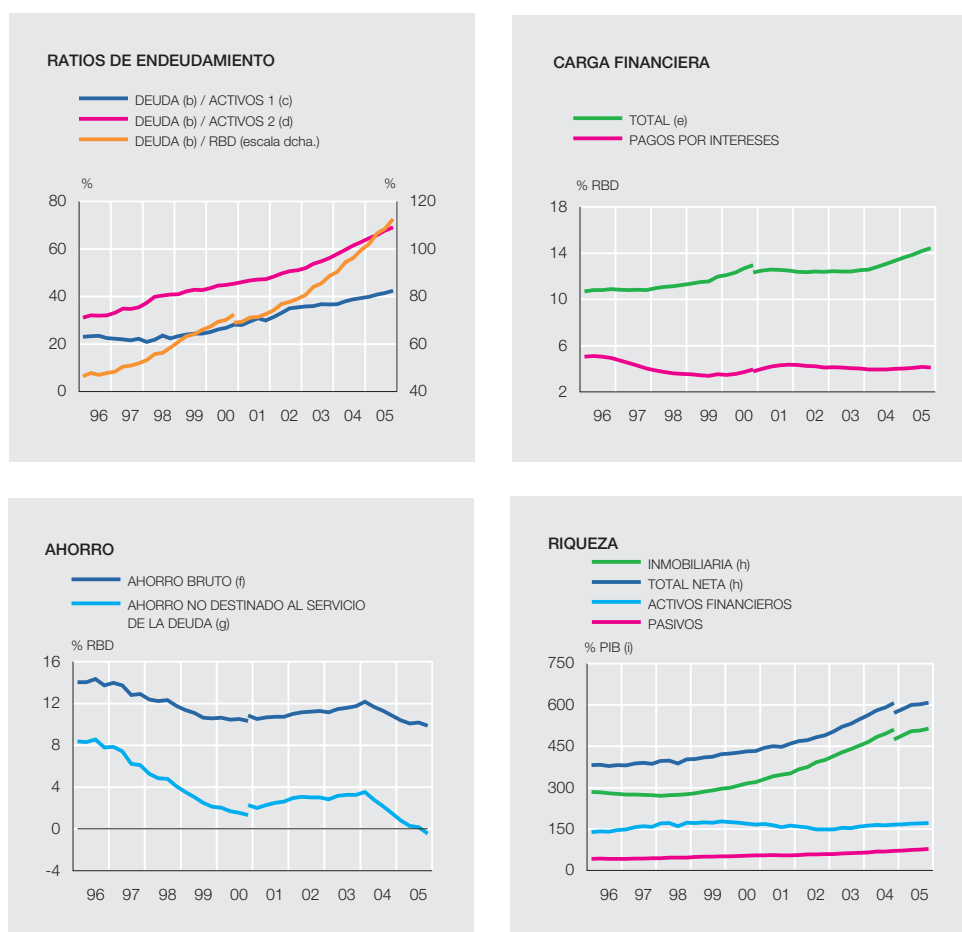 RATIOS DE ENDEUDAMIENTO
DEUDA (b) / ACTIVOS 1 (c)
DEUDA (b) / ACTIVOS 2 (d)
DEUDA (b) / RBD (escala dcha.)
% %
80 120
60 100
40 80
20 60
0 40
96 97 98 99 00 01 02 03 04 05
CARGA FINANCIERA
TOTAL (e)
PAGOS POR INTERESES
% RBD
18
14
10
6
2
96 97 98 99 00 01 02 03 04 05
AHORRO
AHORRO BRUTO (f)
AHORRO NO DESTINADO AL SERVICIO
DE LA DEUDA (g)
% RBD
16
12
8
4
0
-4
96 97 98 99 00 01 02 03 04 05
RIQUEZA
INMOBILIARIA (h)
TOTAL NETA (h)
ACTIVOS FINANCIEROS
PASIVOS
% PIB (i)
750
600
450
300
150
0
96 97 98 99 00 01 02 03 04 05